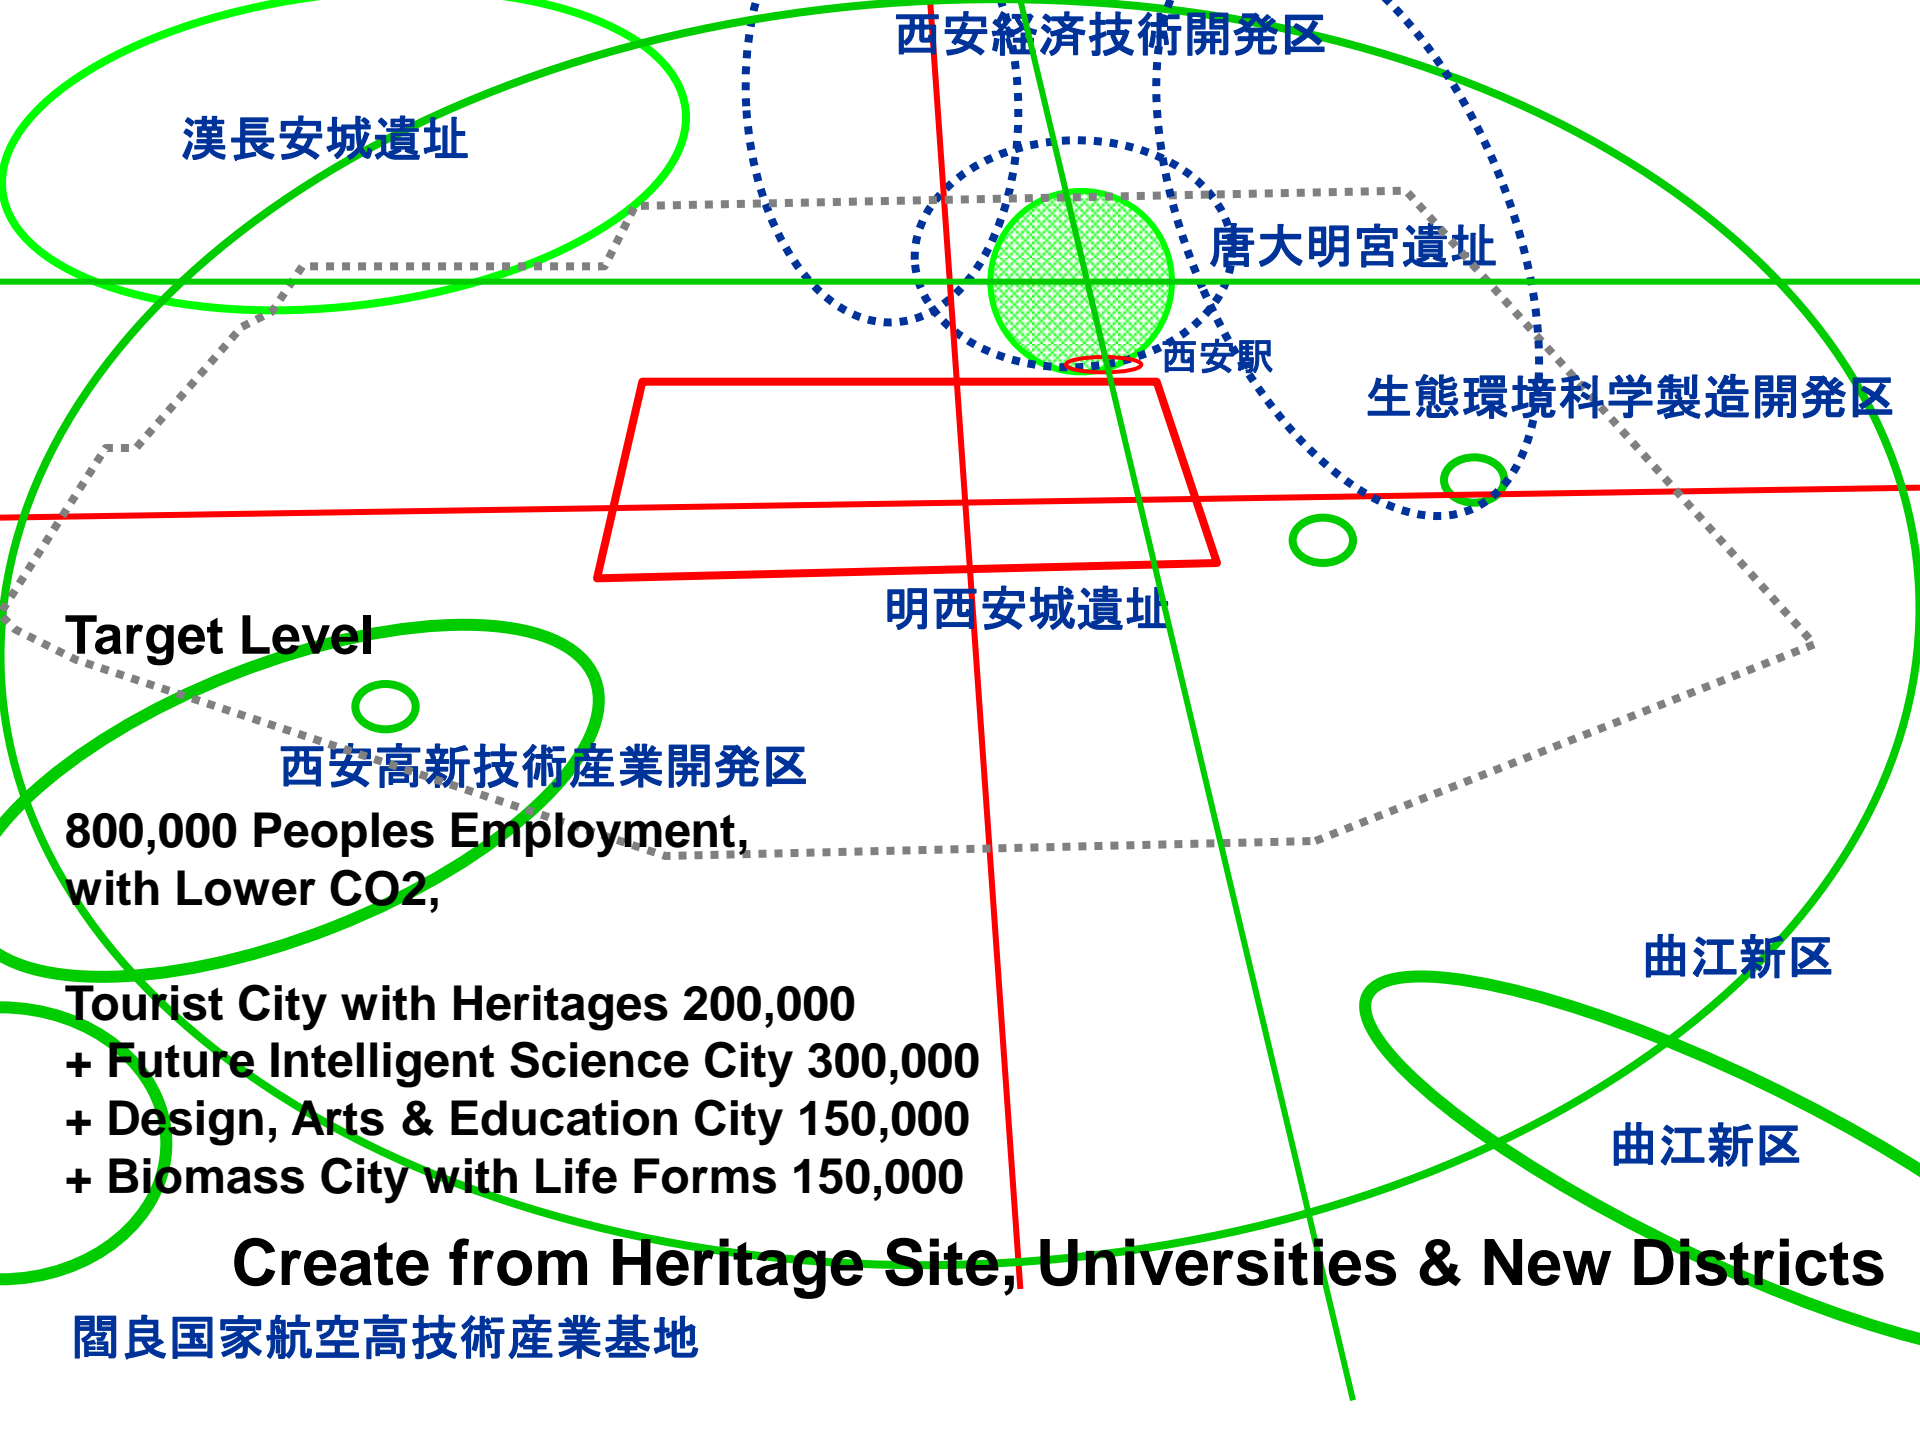 西安経済技術開発区
漢長安城遺址
唐大明宮遺址
西安駅
生態環境科学製造開発区
明西安城遺址
Target Level
西安高新技術産業開発区
800,000 Peoples Employment,
with Lower CO2,
曲江新区
Tourist City with Heritages 200,000
+ Future Intelligent Science City 300,000
+ Design, Arts & Education City 150,000
曲江新区
+ Biomass City with Life Forms 150,000
Create from Heritage Site, Universities & New Districts
閻良国家航空高技術産業基地